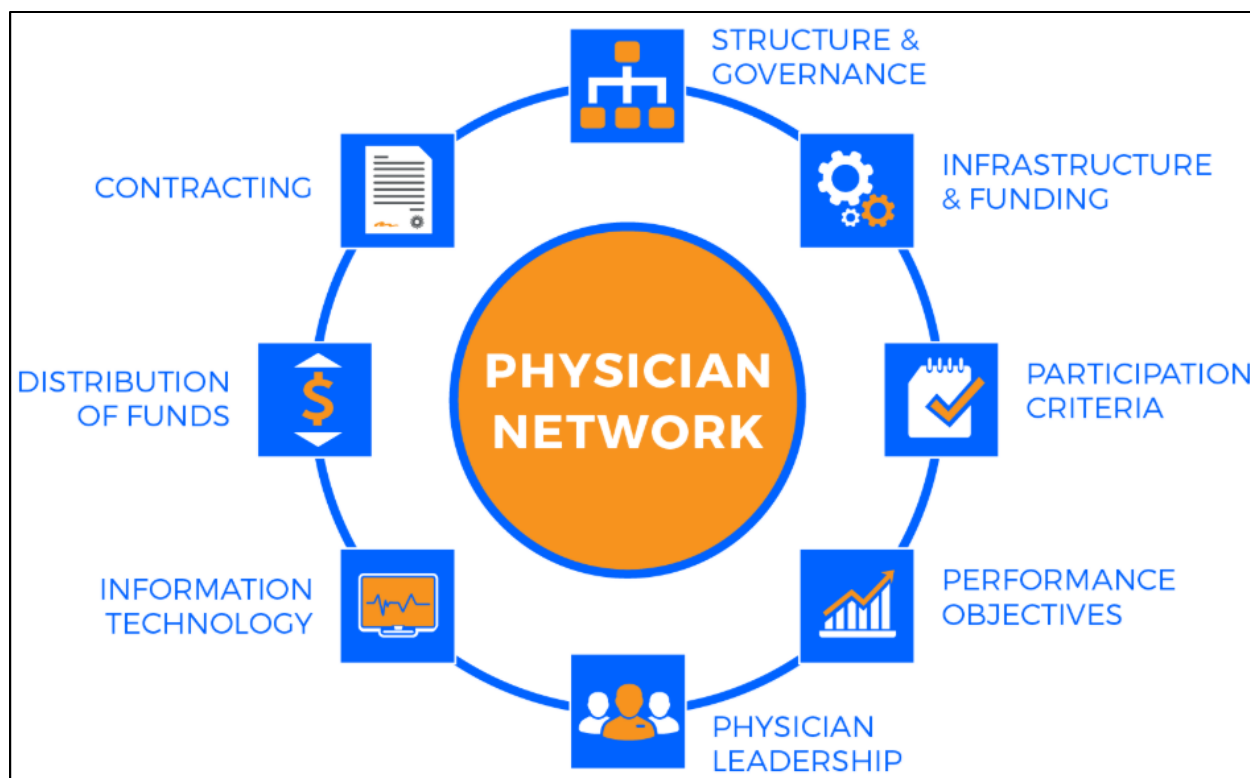 STRUCTURE &
GOVERNANCE
INFRASTRUCTURE
& FUNDING
PARTICIPATION
CRITERIA
PERFORMANCE
OBJECTIVES
PHYSICIAN
LEADERSHIP
INFORMATION
TECHNOLOGY
DISTRIBUTION
OF FUNDS
CONTRACTING
PHYSICIAN
NETWORK
$